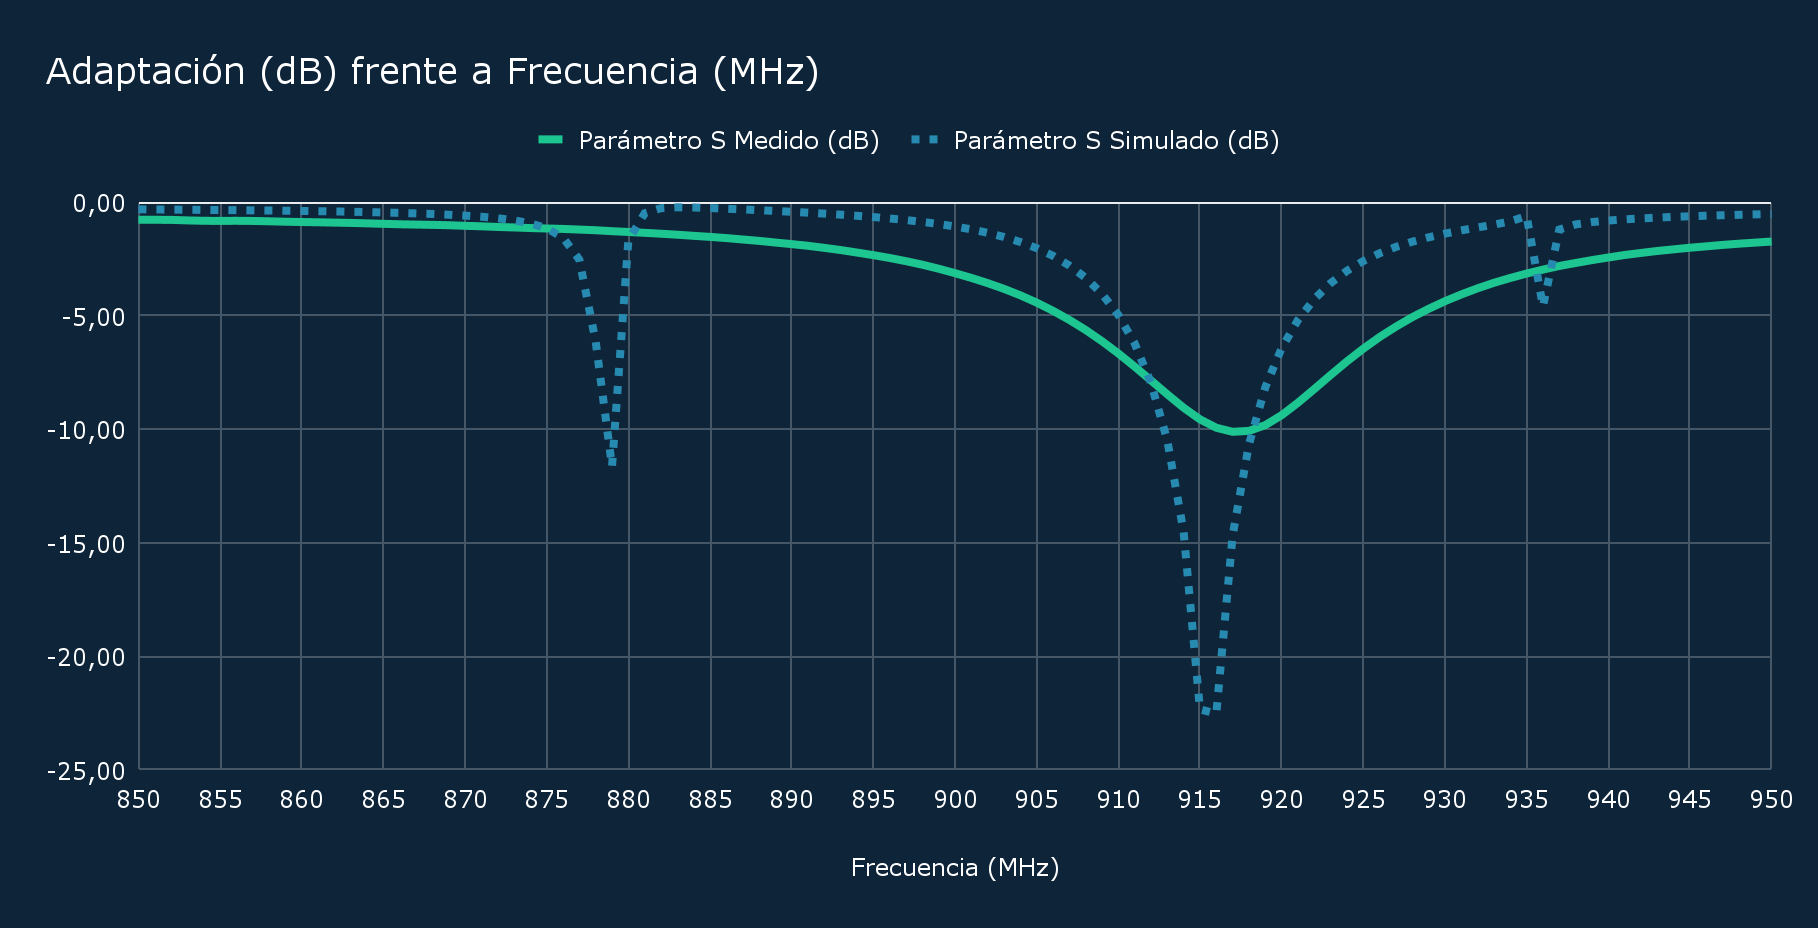 Adaptación (dB) frente a Frecuencia (MHz)
Parámetro S Medido (dB) Parámetro S Simulado (dB)
0,00
-5,00
-10,00
-15,00
-20,00
-25,00
850 855 860 865 870 875 880 885 890 895 900 905 910 915 920 925 930 935 940 945 950
Frecuencia (MHz)